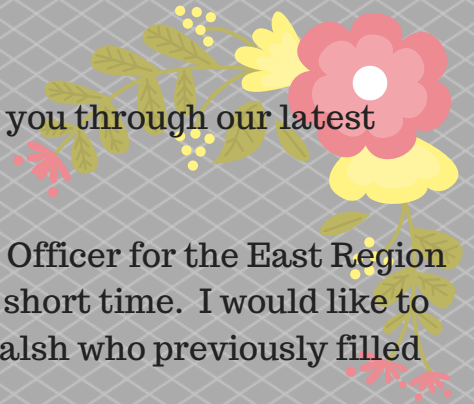 you through our latest
Officer for the East Region
short time. I would like to
alsh who previously filled